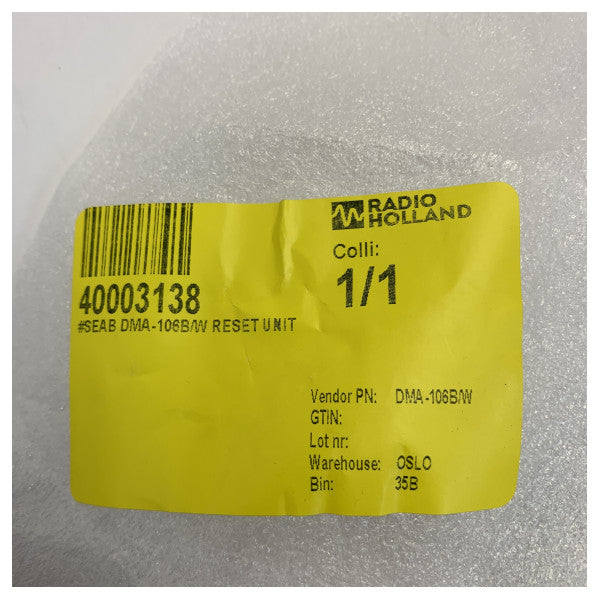 RADIO
HOLLAND
Colli:
1/1
40003138
#SEAB DMA-106B/W RESET UNIT
Vendor PN: DMA-106B/W
GTIN:
Lot nr:
Warehouse: OSLO
Bin: 35B